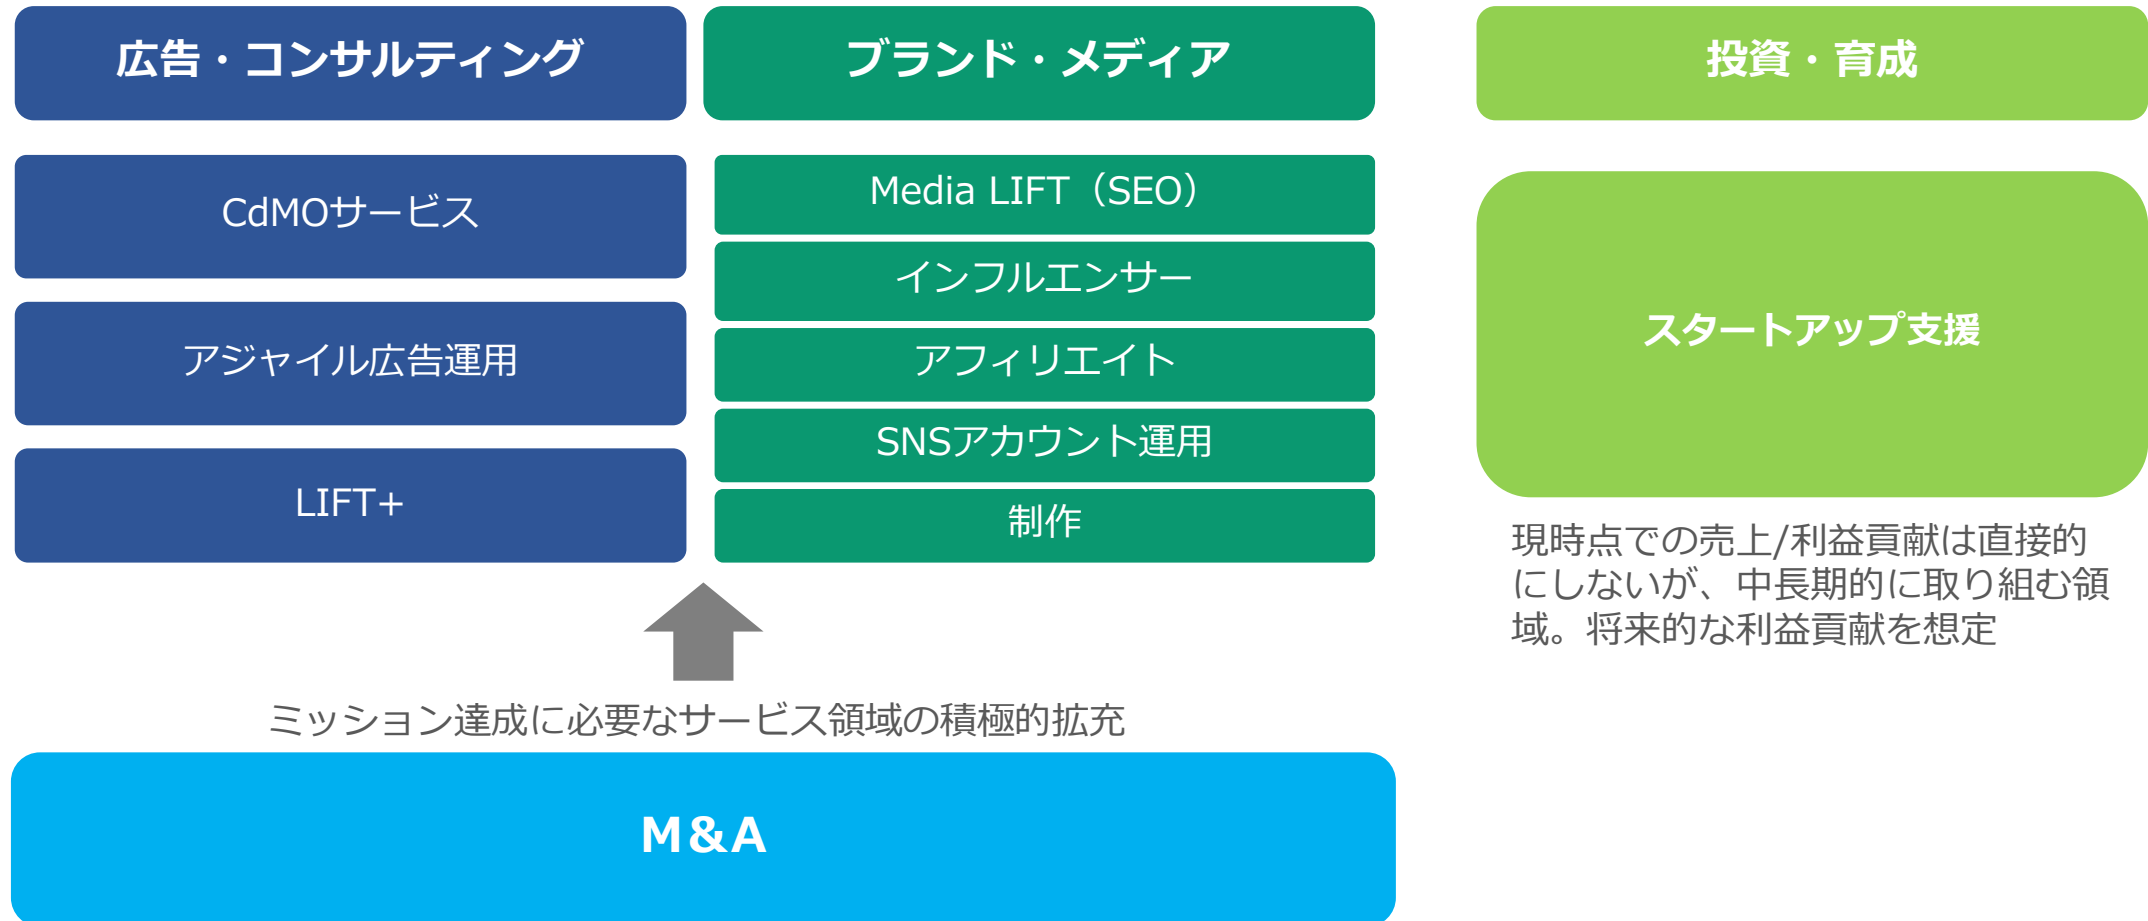 広告・コンサルティング
ブランド・メディア
投資・育成
CdMOサービス
アジャイル広告運用
LIFT+
Media LIFT（SEO）
インフルエンサー
アフィリエイト
SNSアカウント運用
制作
スタートアップ支援
現時点での売上/利益貢献は直接的
にしないが、中長期的に取り組む領
域。将来的な利益貢献を想定
ミッション達成に必要なサービス領域の積極的拡充
M&A